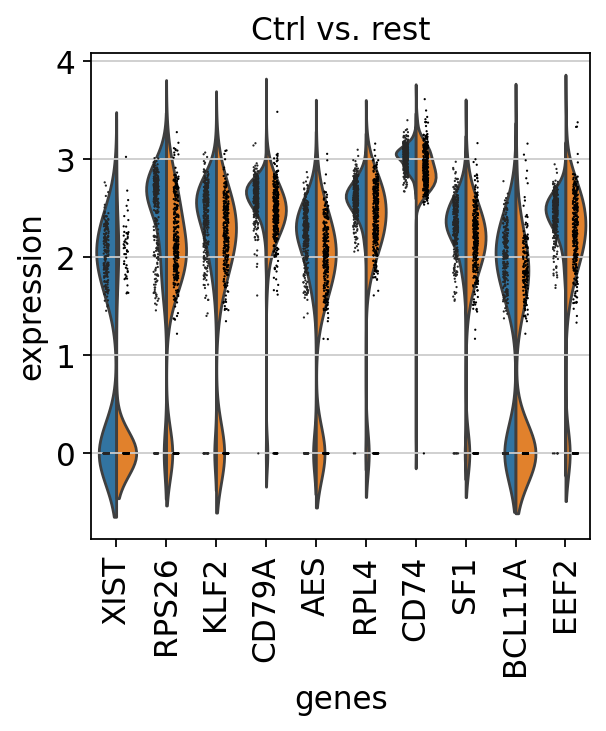 Ctrl vs. rest
4
3
2
1
0
expression
XIST
RPS26
KLF2
CD79A
AES
RPL4
CD74
SF1
BCL11A
EEF2
genes